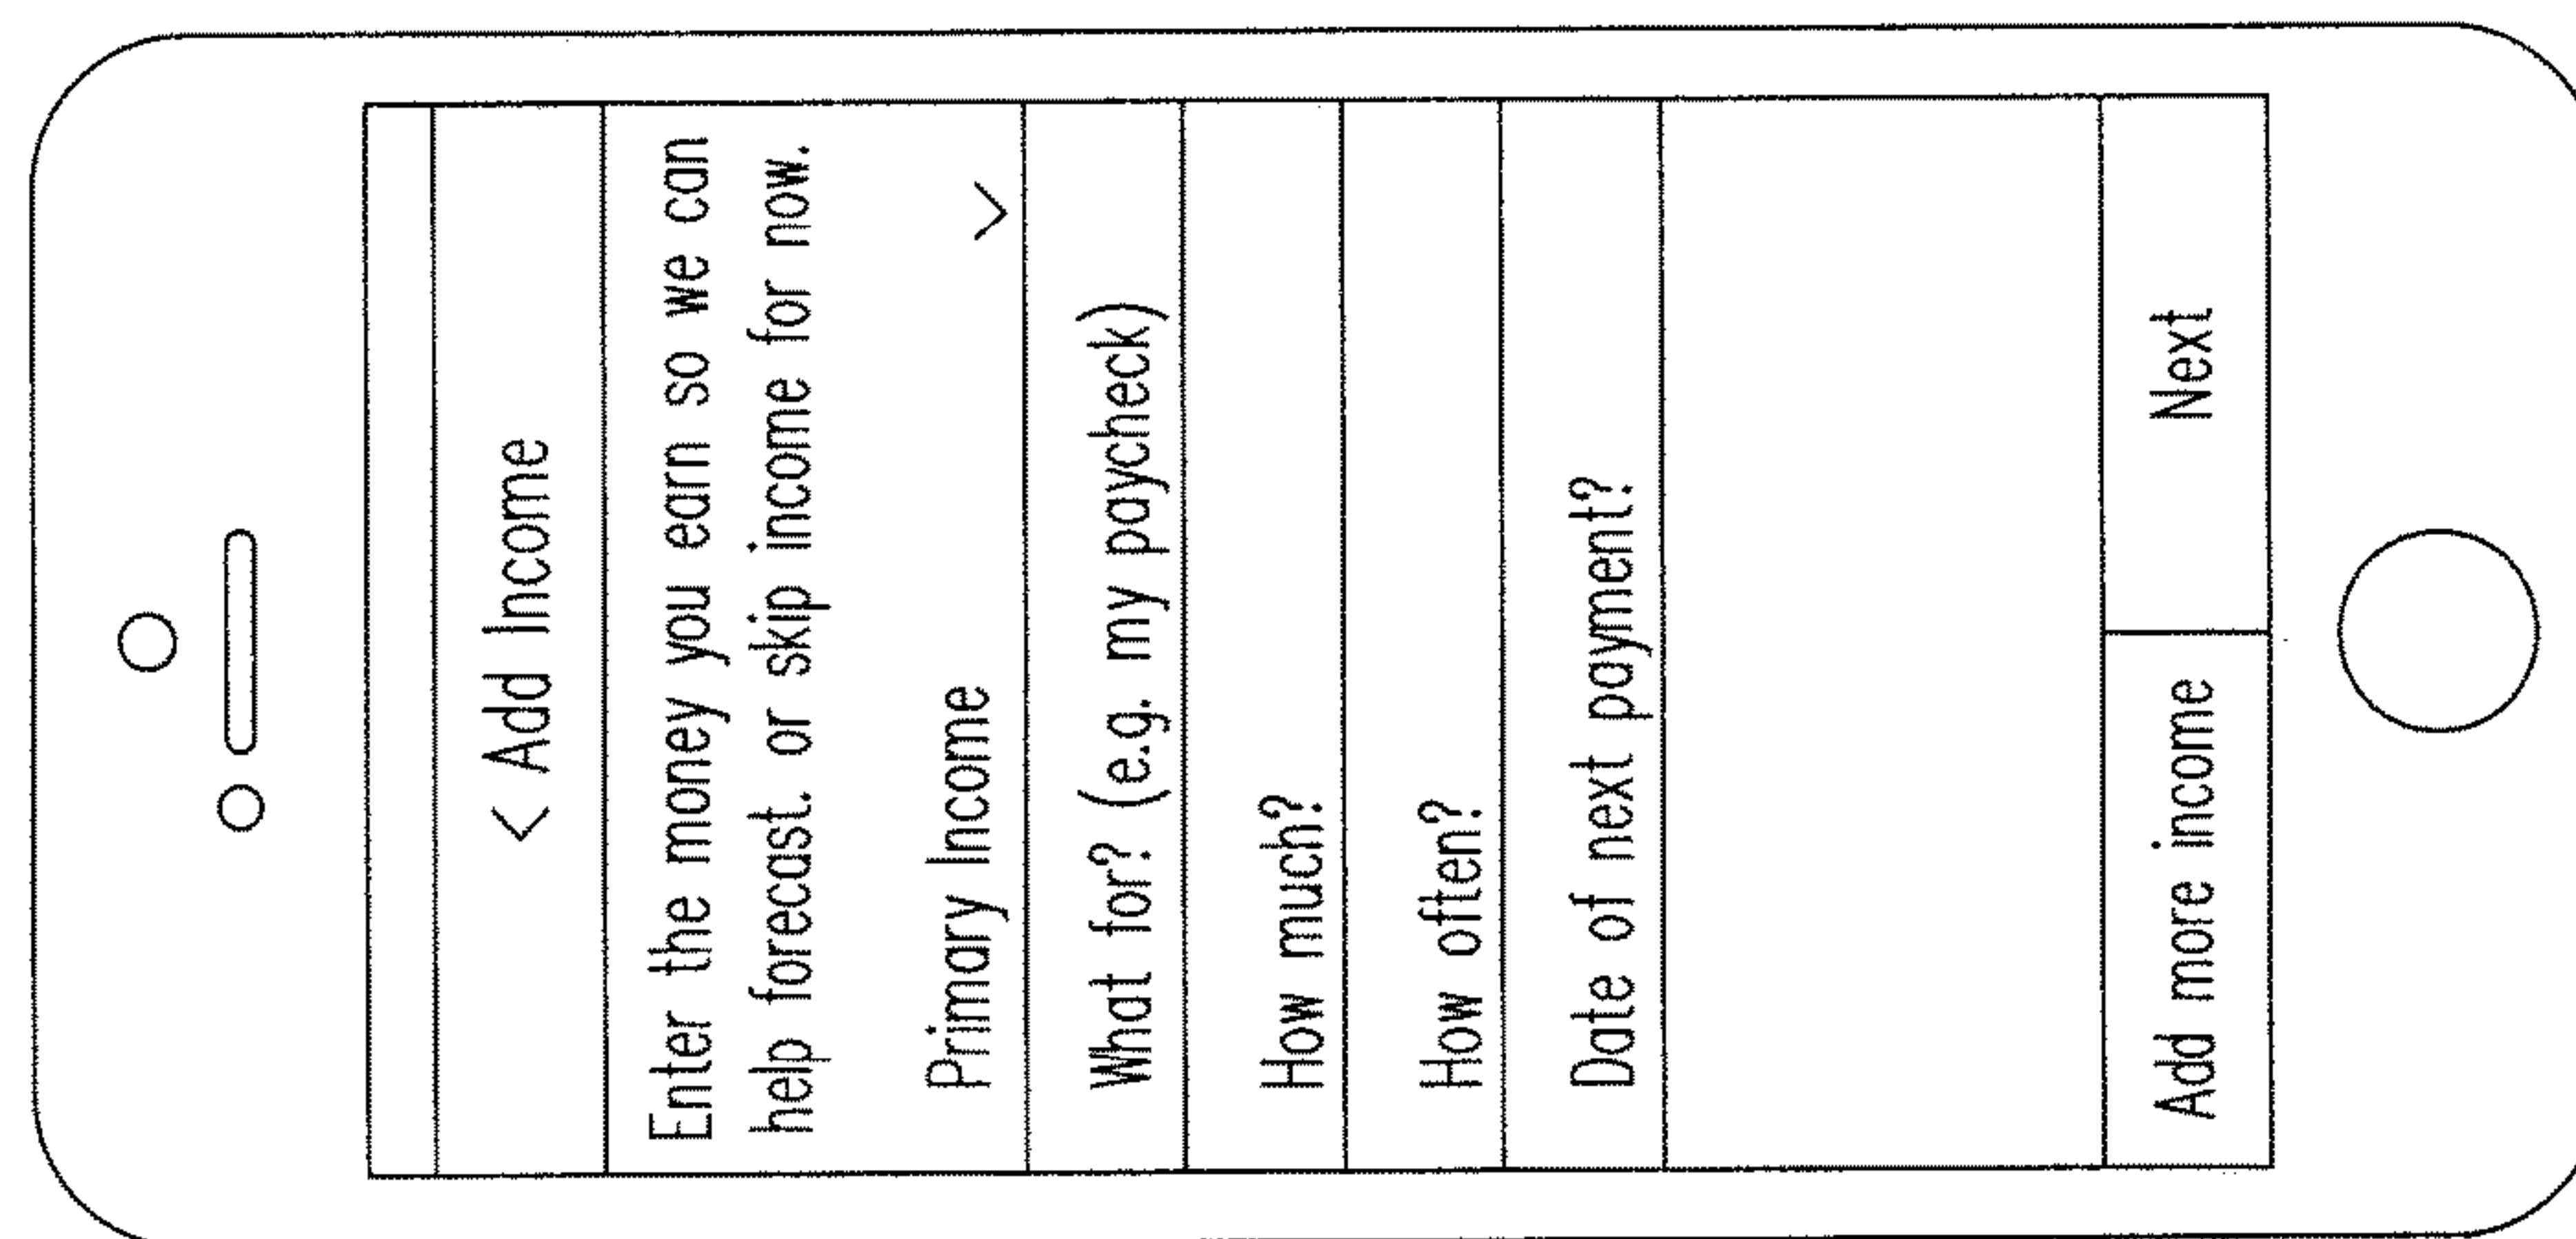 < Add Income
Enter the money you earn so we can
help forecast. or skip income for now.
Primary Income
What for? (e.g. my paycheck)
How much?
How often?
Date of next payment?
Add more income
Next